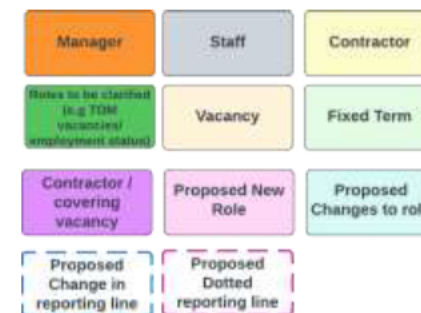 Manager
Staff
Contractor
Roles to be clarified
(e.g TOM
vacancies/
employment status)
Vacancy
Fixed Term
Contractor /
covering
vacancy
Proposed New
Role
Proposed
Changes to rol
Proposed
Change in
reporting line
Proposed
Dotted
reporting line